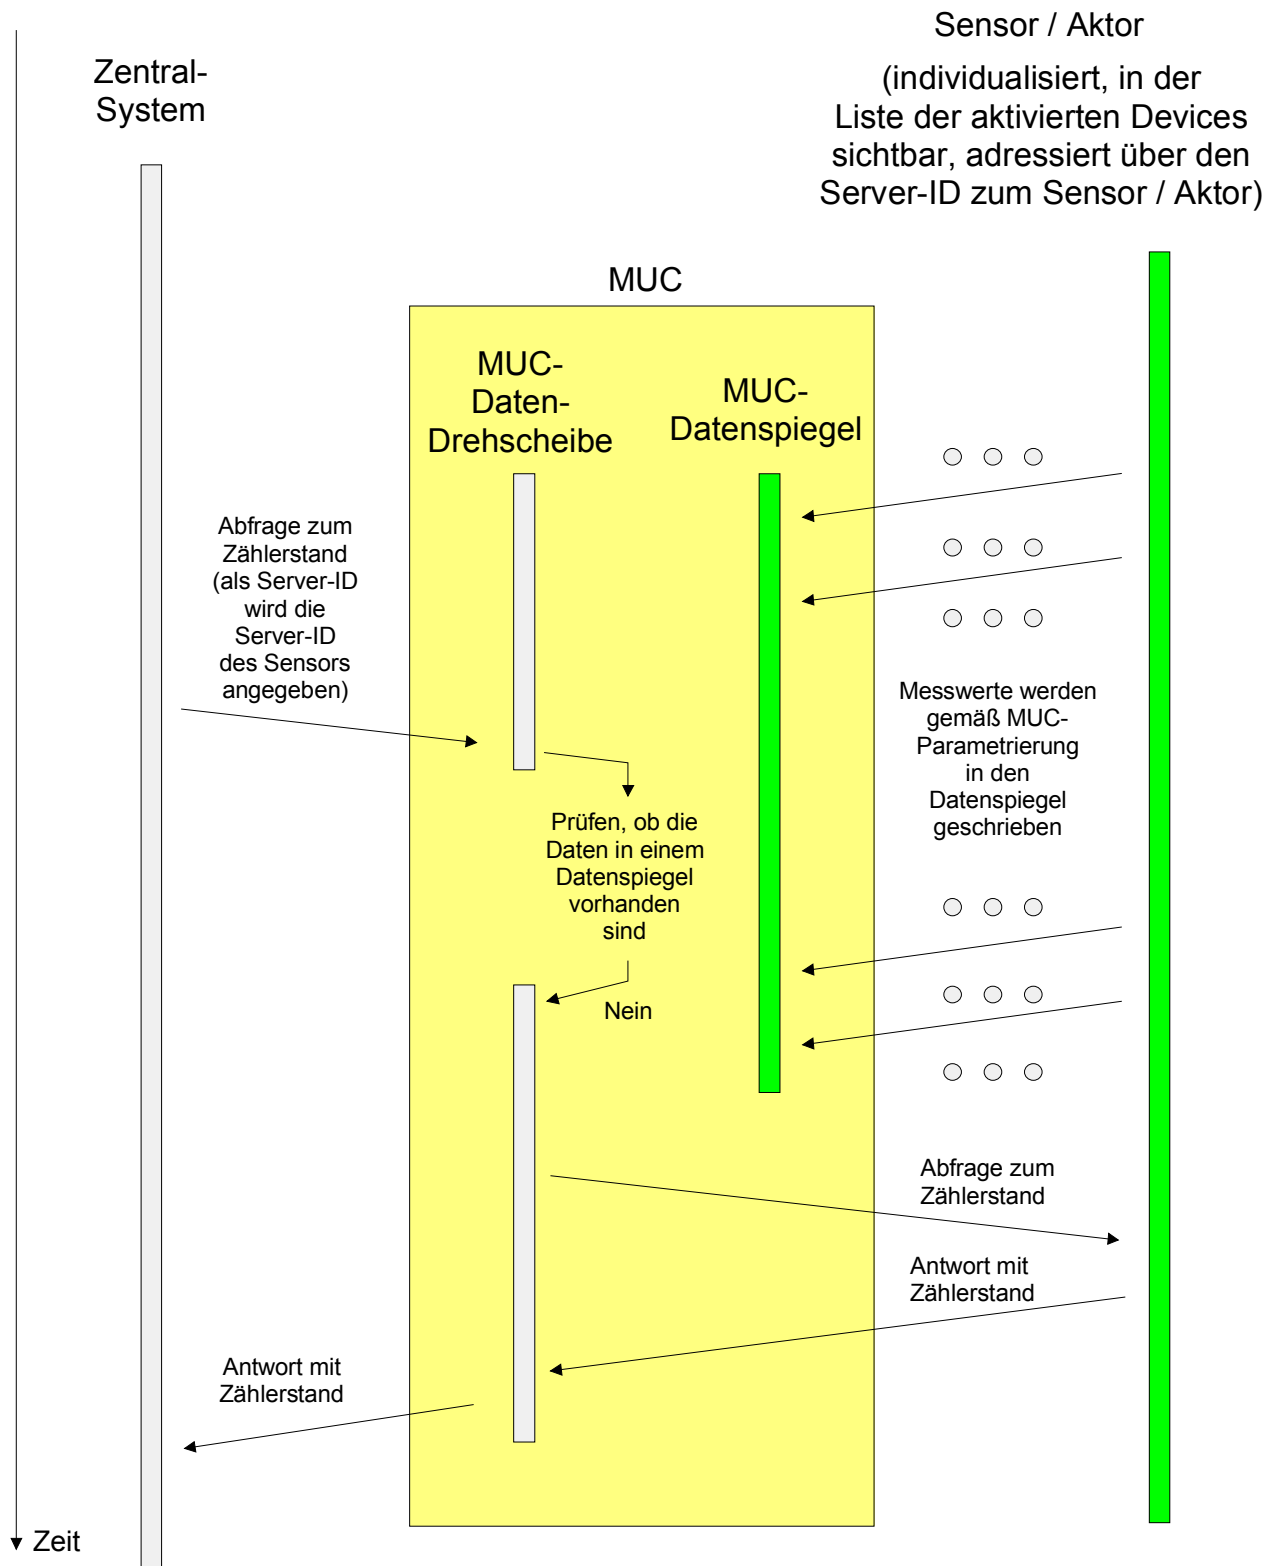 Sensor / Aktor
(individualisiert, in der
Liste der aktivierten Devices
sichtbar, adressiert über den
Server-ID zum Sensor / Aktor)
Zentral-
System
MUC
MUC-
Daten-
Drehscheibe
MUC-
Datenspiegel
Abfrage zum
Zählerstand
(als Server-ID
wird die
Server-ID
des Sensors
angegeben)
Messwerte werden
gemäß MUC-
Parametrierung
in den
Datenspiegel
geschrieben
Prüfen, ob die
Daten in einem
Datenspiegel
vorhanden
sind
Nein
Abfrage zum
Zählerstand
Antwort mit
Zählerstand
Antwort mit
Zählerstand
Zeit